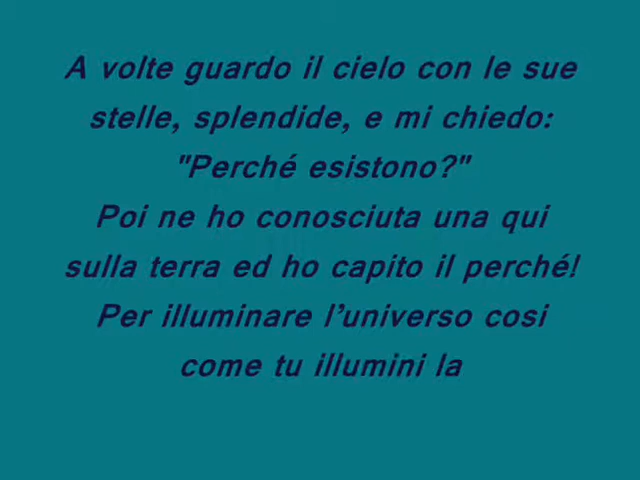 A volte guardo il cielo con le sue
stelle, splendide, e mi chiedo:
"Perché esistono?"
Poi ne ho conosciuta una qui
sulla terra ed ho capito il perché!
Per illuminare l’universo cosi
come tu illumini la